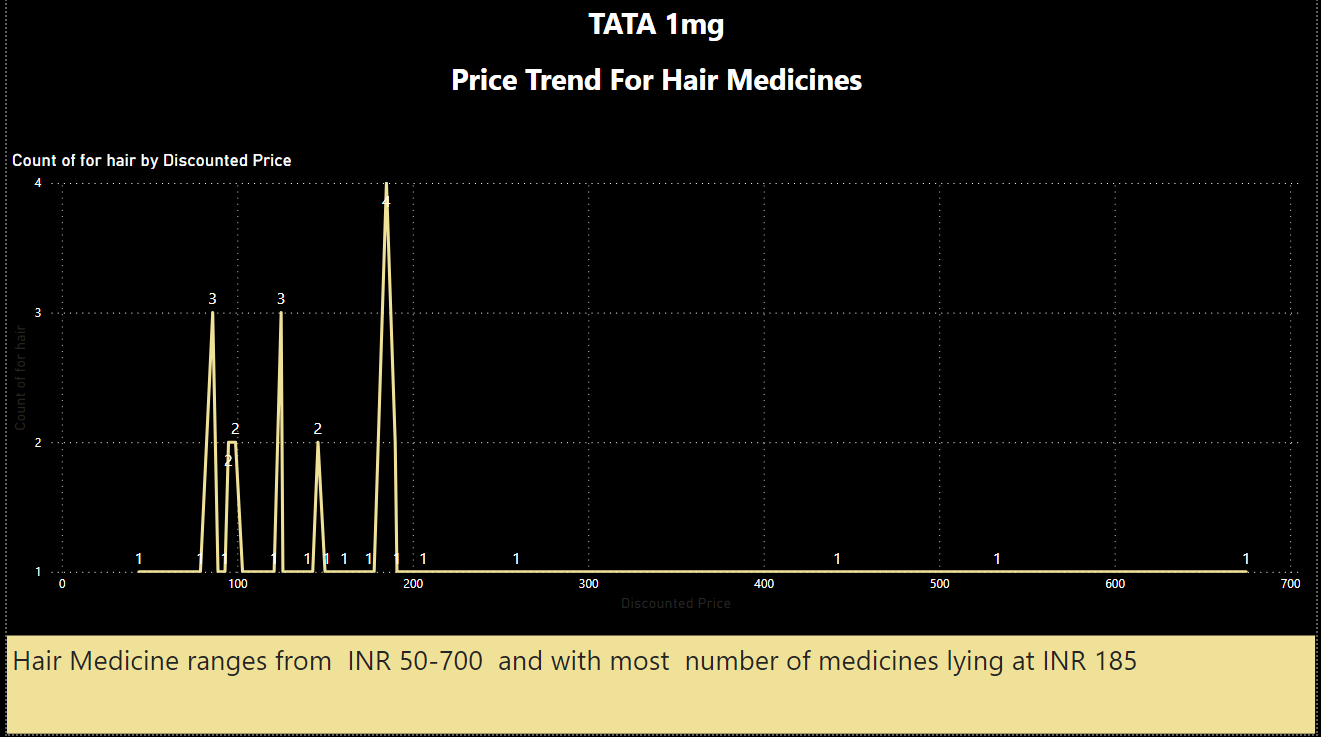 TATA 1mg
Price Trend For Hair Medicines
Count of for hair by Discounted Price
4
4
3 3
3
2 2
2
2
1 1 1 1 1 1 1 1 1 1 1 1 1 1
1
0 100 200 300 400 500 600 700
Count of for hair
Discounted Price
Hair Medicine ranges from  INR 50-700  and with most  number of medicines lying at INR 185